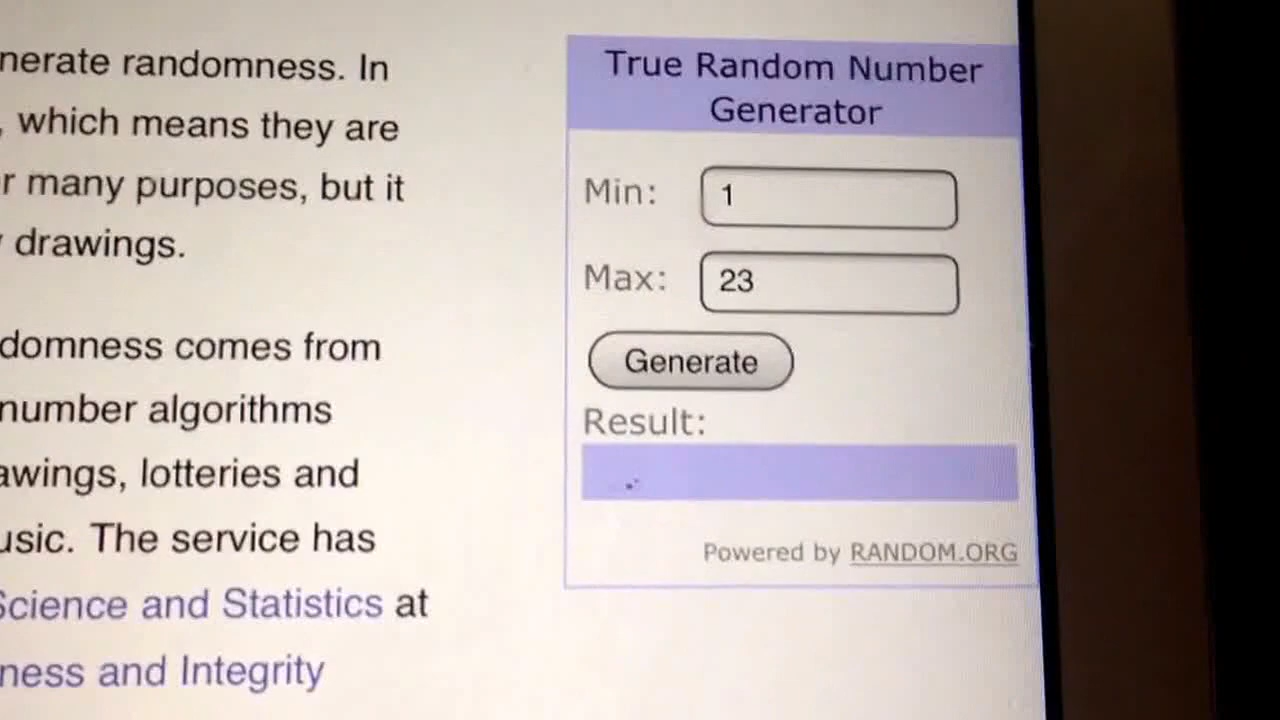 nerate randomness. In
, which means they are
r many purposes, but it
drawings.
domness comes from
number algorithms
awings, lotteries and
usic. The service has
Science and Statistics at
ness and Integrity
True Random Number
Generator
Min: 1
Max: 23
Generate
Result:
Powered by RANDOM.ORG